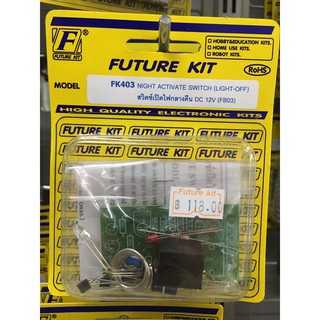 F
FUTURE KIT
HOBBY&EDUCATION KITS.
HOME USE KITS.
ROBOT KITS.
FUTURE KIT
RoHS
MODEL
FK403 NIGHT ACTIVATE SWITCH (LIGHT-OFF)
สวิตช์เปิดไฟกลางคืน DC 12V (FB03)
HIGH QUALITY ELECTRONIC KITS
FUTURE KIT FUTURE KIT FUTURE KIT
Future Kit
฿ 118.00